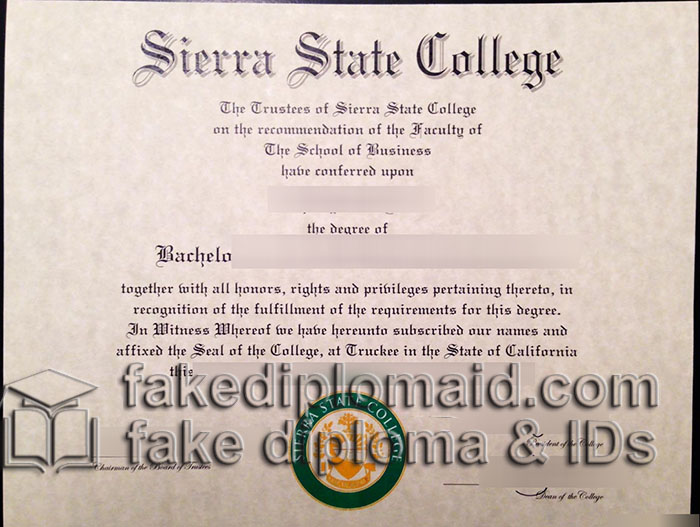 Sierra State College
The Trustees of Sierra State College
on the recommendation of the Faculty of
The School of Business
have conferred upon
the degree of
Bachelo
together with all honors, rights and privileges pertaining thereto, in
recognition of the fulfillment of the requirements for this degree.
In Witness Whereof we have hereunto subscribed our names and
affixed the Seal of the College, at Truckee in the State of California
this
fakediplomaid.com
fake diploma & IDs
SIERRA STATE COLLEGE
President of the College
Chairman of the Board of Trustees
Dean of the College